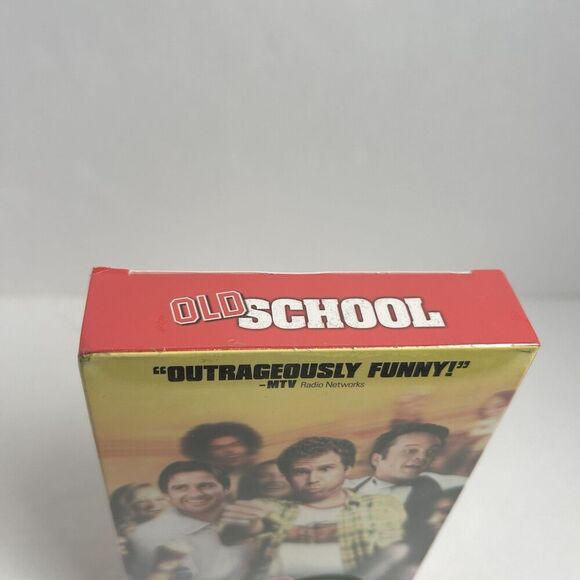 OLD SCHOOL
“OUTRAGEOUSLY FUNNY!”
–MTV Radio Networks